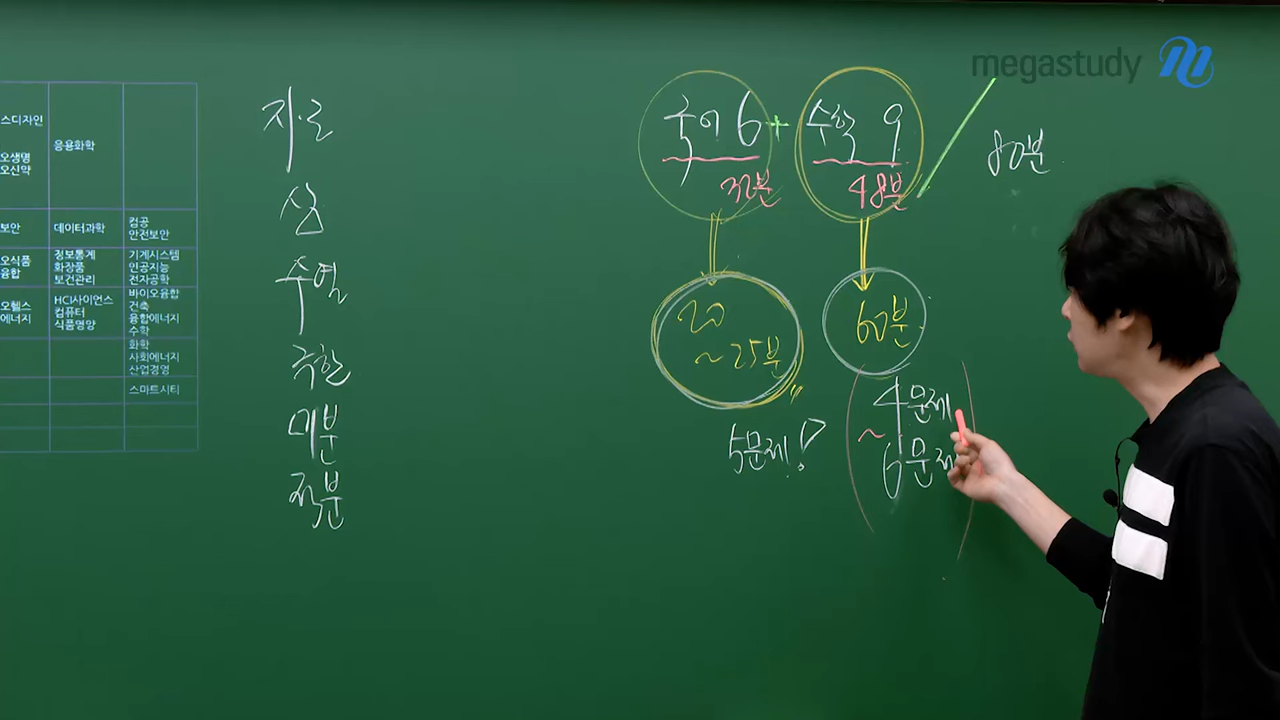 megastudy
스디자인
오생명
오신약
응용화학
보안
데이터과학
컴공
안전보안
오식품
융합
정보통계
화장품
보건관리
기계시스템
인공지능
전자공학
오헬스
에너지
HCI사이언스
컴퓨터
식품영양
바이오융합
건축
융합에너지
수학
화학
사회에너지
산업경영
스마트시티
지·로
삼
수열
극한
미분
적분
국어 6 + 수학 9
80분
32분
48분
20
~25분
60분
5문제!
4문제
~
6문제